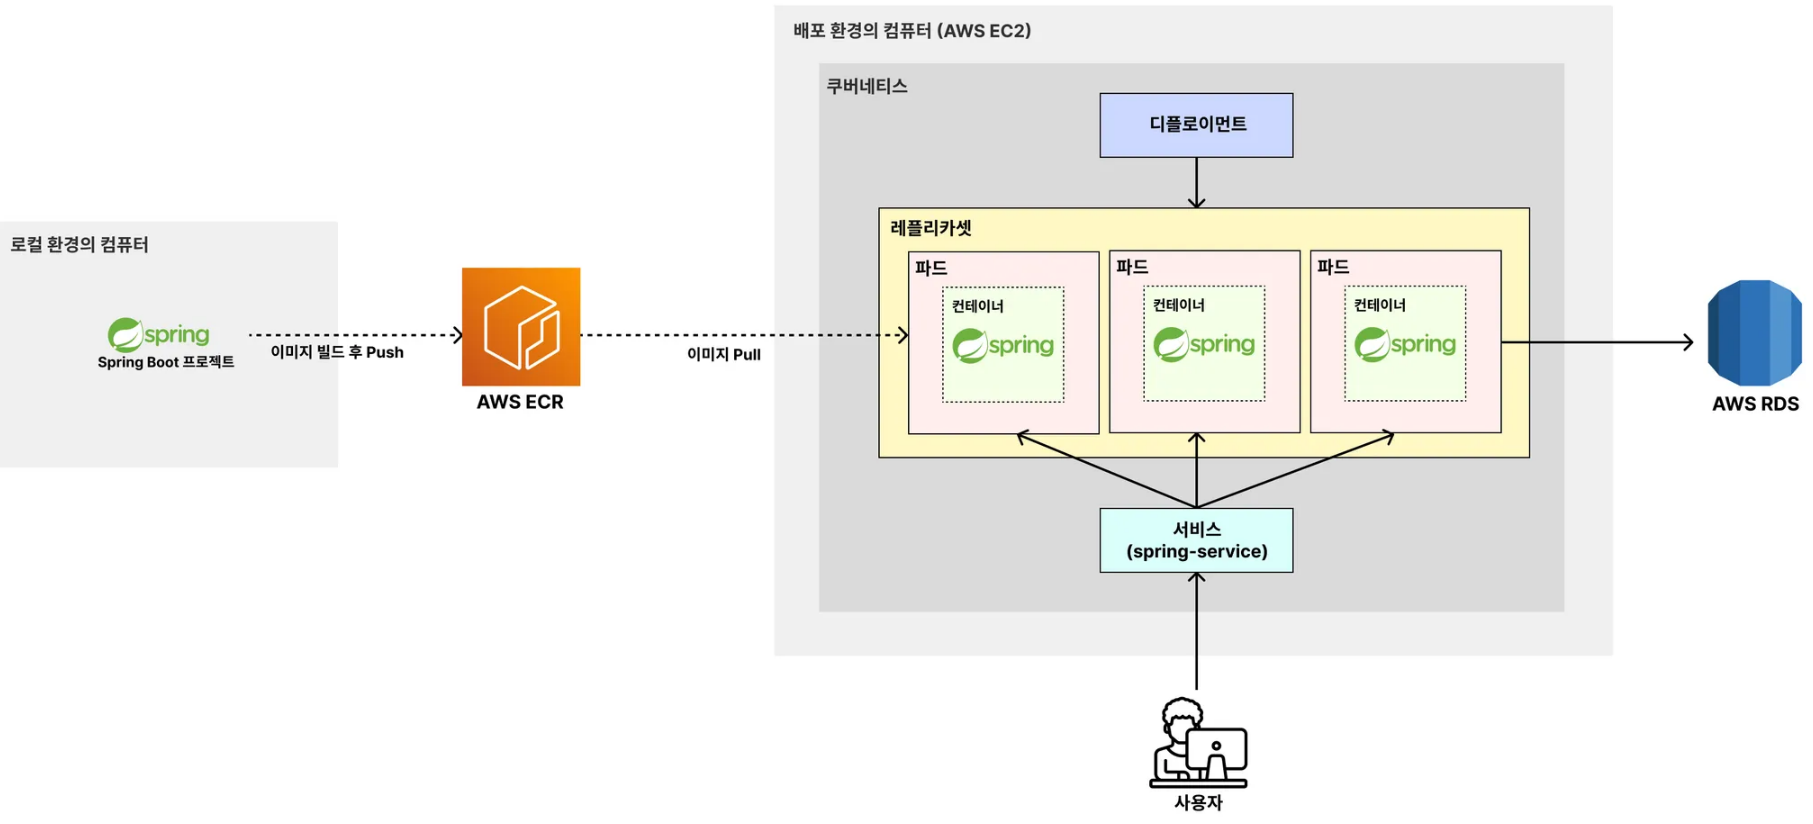 배포 환경의 컴퓨터 (AWS EC2)
쿠버네티스
디플로이먼트
레플리카셋
파드
컨테이너
spring
파드
컨테이너
spring
파드
컨테이너
spring
로컬 환경의 컴퓨터
spring
Spring Boot 프로젝트
이미지 빌드 후 Push
AWS ECR
이미지 Pull
AWS RDS
서비스
(spring-service)
사용자